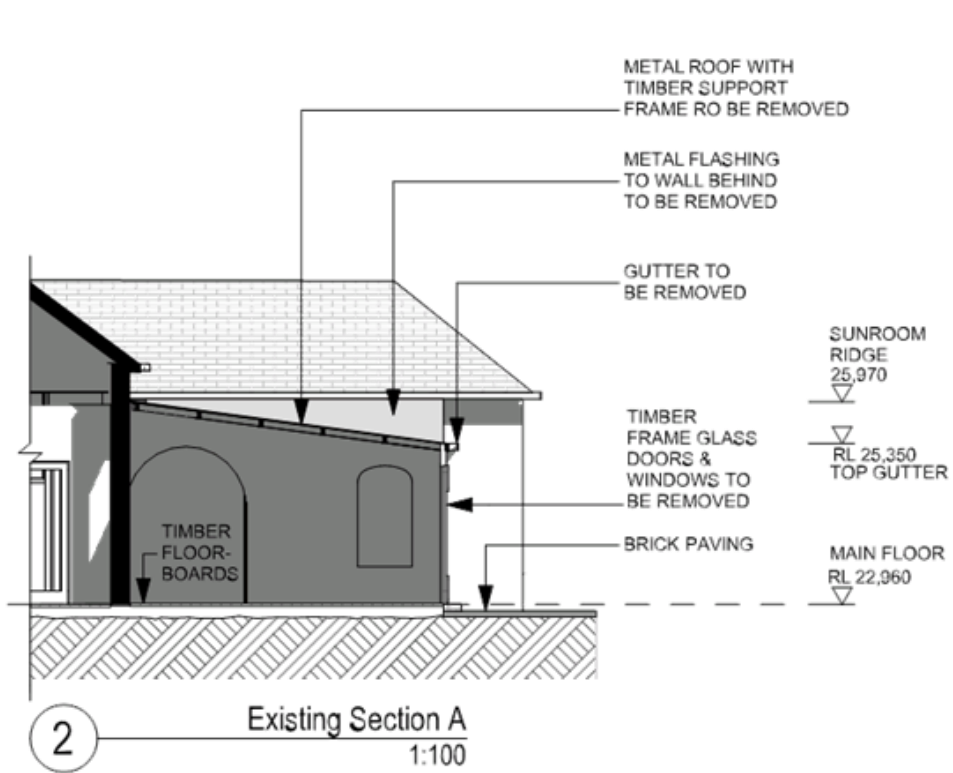 METAL ROOF WITH
TIMBER SUPPORT
FRAME RO BE REMOVED
METAL FLASHING
TO WALL BEHIND
TO BE REMOVED
GUTTER TO
BE REMOVED
SUNROOM
RIDGE
25,970
TIMBER
FRAME GLASS
DOORS &
WINDOWS TO
BE REMOVED
RL 25,350
TOP GUTTER
TIMBER
FLOOR-
BOARDS
BRICK PAVING
MAIN FLOOR
RL 22,960
2
Existing Section A
1:100